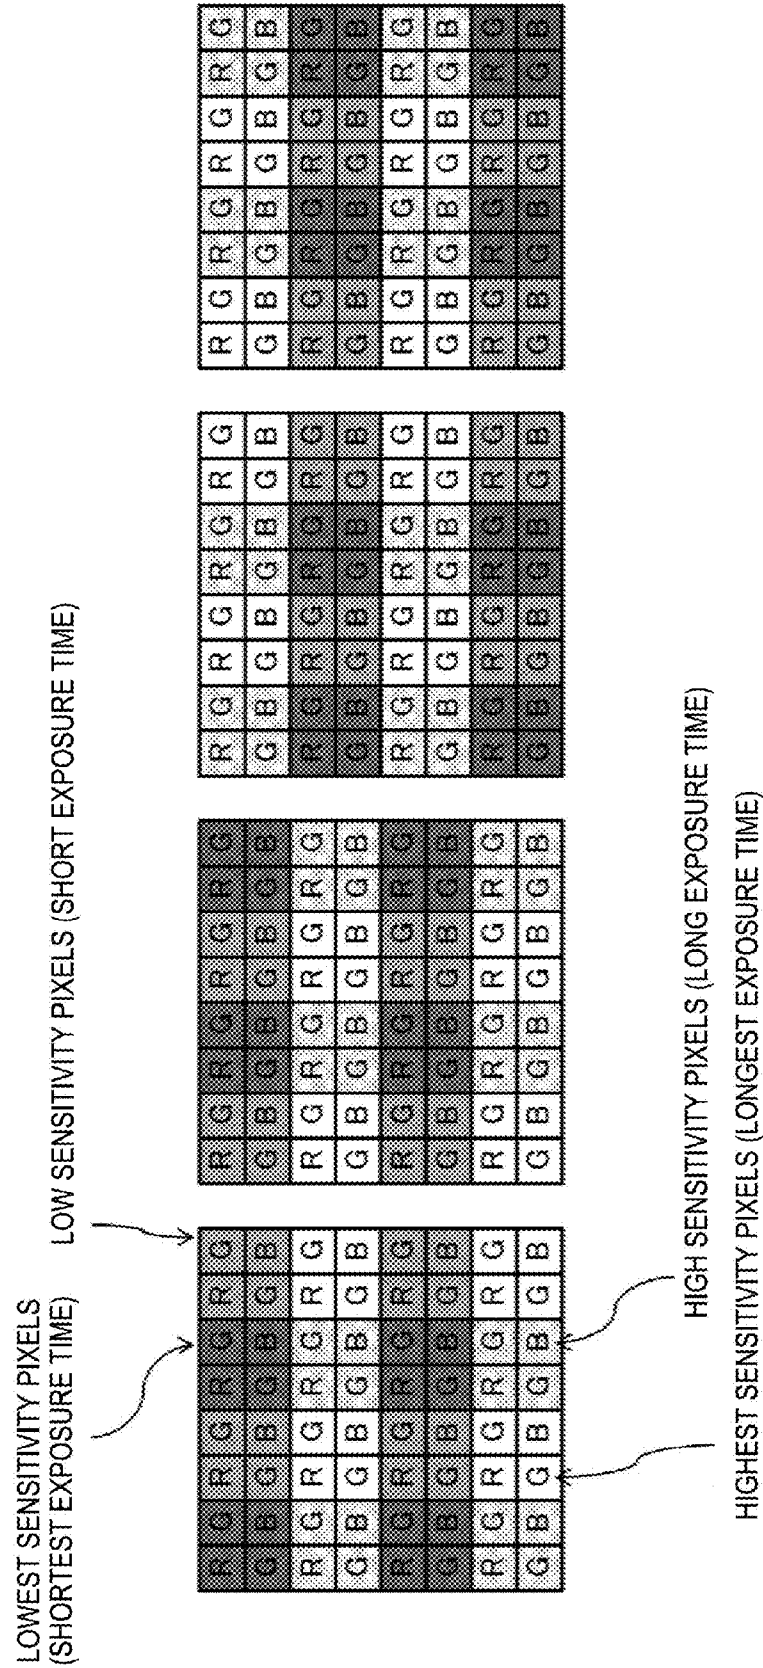 LOWEST SENSITIVITY PIXELS
(SHORTEST EXPOSURE TIME)
LOW SENSITIVITY PIXELS (SHORT EXPOSURE TIME)
R G R G R G R G R G R G R G R G R G R G R G R G R G R G R G R G
G B G B G B G B G B G B G B G B G B G B G B G B G B G B G B G B
R G R G R G R G R G R G R G R G R G R G R G R G R G R G R G R G
G B G B G B G B G B G B G B G B G B G B G B G B G B G B G B G B
R G R G R G R G R G R G R G R G R G R G R G R G R G R G R G R G
G B G B G B G B G B G B G B G B G B G B G B G B G B G B G B G B
R G R G R G R G R G R G R G R G R G R G R G R G R G R G R G R G
G B G B G B G B G B G B G B G B G B G B G B G B G B G B G B G B
HIGH SENSITIVITY PIXELS (LONG EXPOSURE TIME)
HIGHEST SENSITIVITY PIXELS (LONGEST EXPOSURE TIME)